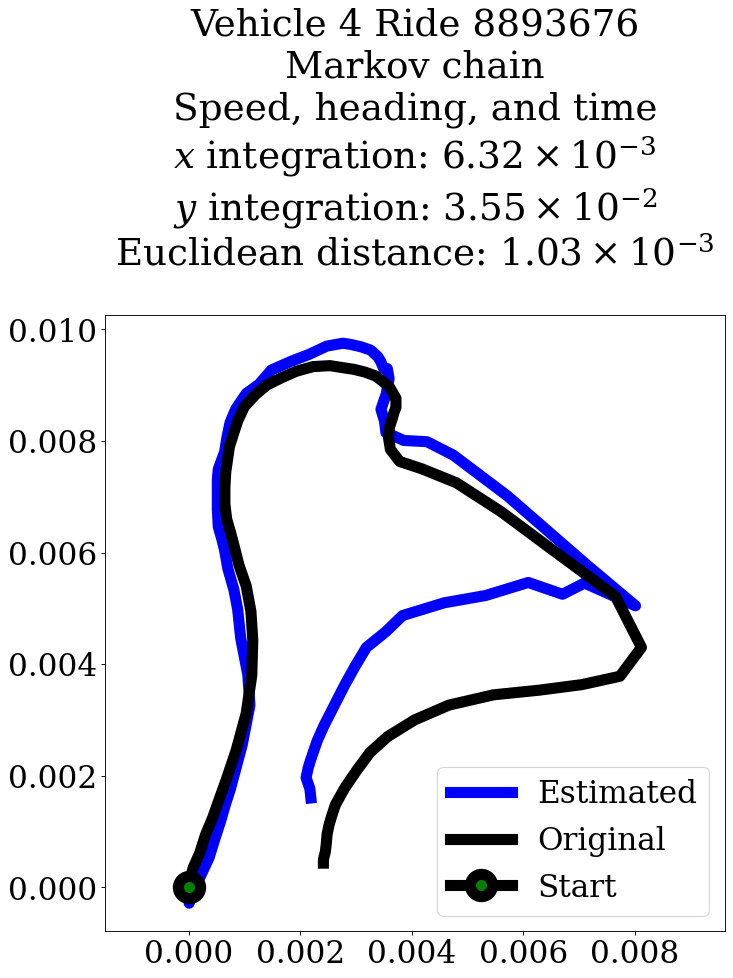 Vehicle 4 Ride 8893676
Markov chain
Speed, heading, and time
x integration: 6.32 × 10⁻³
y integration: 3.55 × 10⁻²
Euclidean distance: 1.03 × 10⁻³
0.010
0.008
0.006
0.004
0.002
0.000
Estimated
Original
Start
0.000 0.002 0.004 0.006 0.008